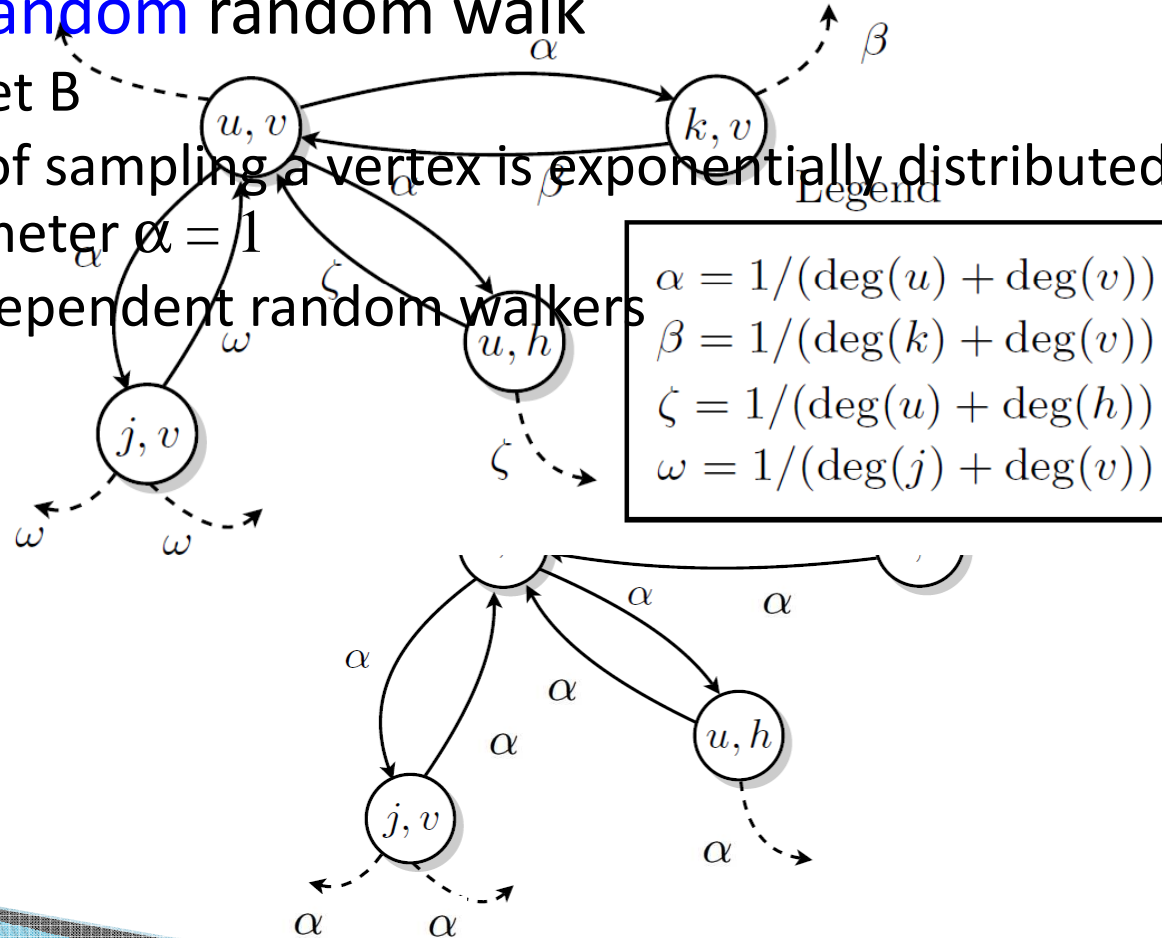 andom random walk
α
β
et B
u, v
k, v
of sampling a vertex is exponentially distributed
α
β
Legend
meter α = 1
α
ζ
α = 1/(deg(u) + deg(v))
ependent random walkers
β = 1/(deg(k) + deg(v))
ω
u, h
ζ = 1/(deg(u) + deg(h))
j, v
ζ
ω = 1/(deg(j) + deg(v))
ω
ω
α
α
α
α
α
u, h
j, v
α
α
α